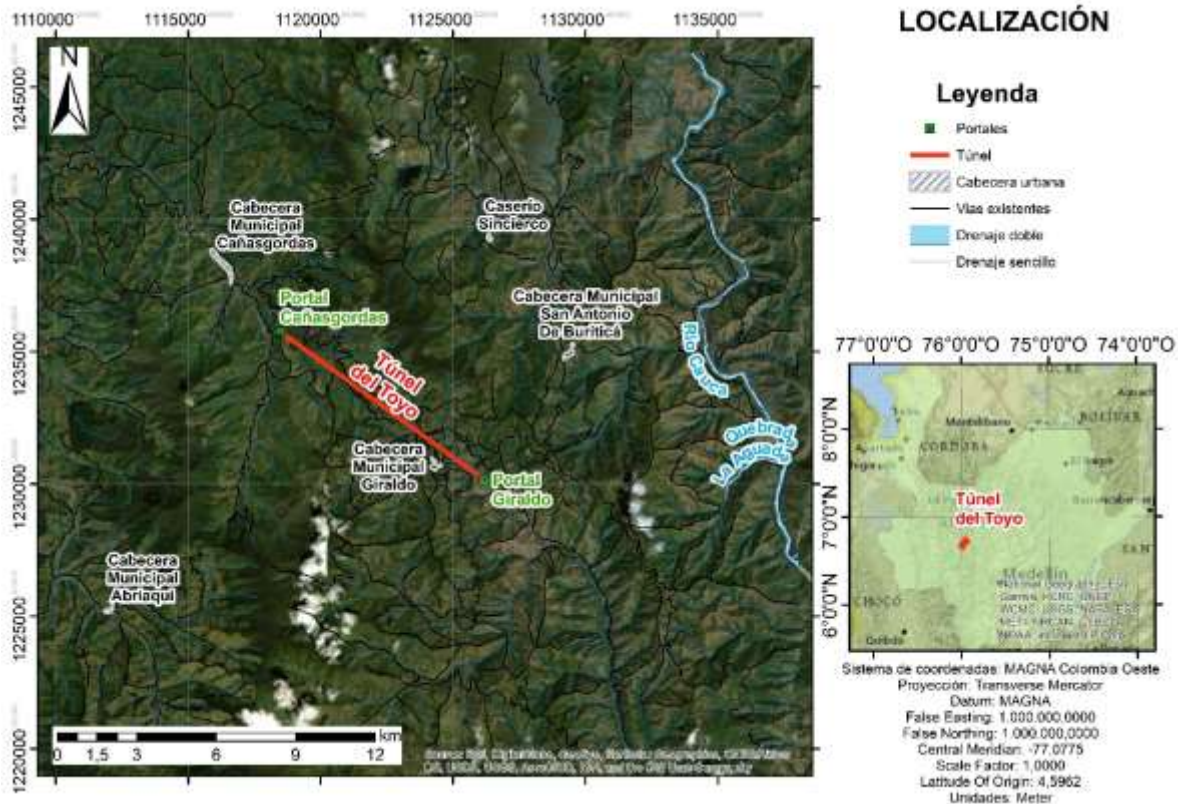 1110000 1115000 1120000 1125000 1130000 1135000
1245000
1240000
1235000
1230000
1225000
1220000
N
Cabecera
Municipal
Cañasgordas
Caserío
Sincierco
Portal
Cañasgordas
Cabecera Municipal
San Antonio
De Buriticá
Túnel
del Toyo
Río Cauca
Quebrada
La Aguada
Cabecera
Municipal
Giraldo
Portal
Giraldo
Cabecera
Municipal
Abriaquí
km
0 1,5 3 6 9 12
LOCALIZACIÓN
Leyenda
Portales
Túnel
Cabecera urbana
Vías existentes
Drenaje doble
Drenaje sencillo
77°0'0"O 76°0'0"O 75°0'0"O 74°0'0"O
8°0'0"N
7°0'0"N
6°0'0"N
Montelíbano
CORDOBA
BOLIVAR
Túnel
del Toyo
Medellín
CHOCÓ
Quibdó
Sistema de coordenadas: MAGNA Colombia Oeste
Proyección: Transverse Mercator
Datum: MAGNA
False Easting: 1.000.000,0000
False Northing: 1.000.000,0000
Central Meridian: -77,0775
Scale Factor: 1,0000
Latitude Of Origin: 4,5962
Unidades: Meter